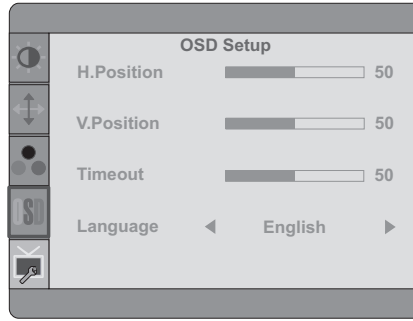 OSD Setup
H.Position 50
V.Position 50
Timeout 50
OSD
Language English